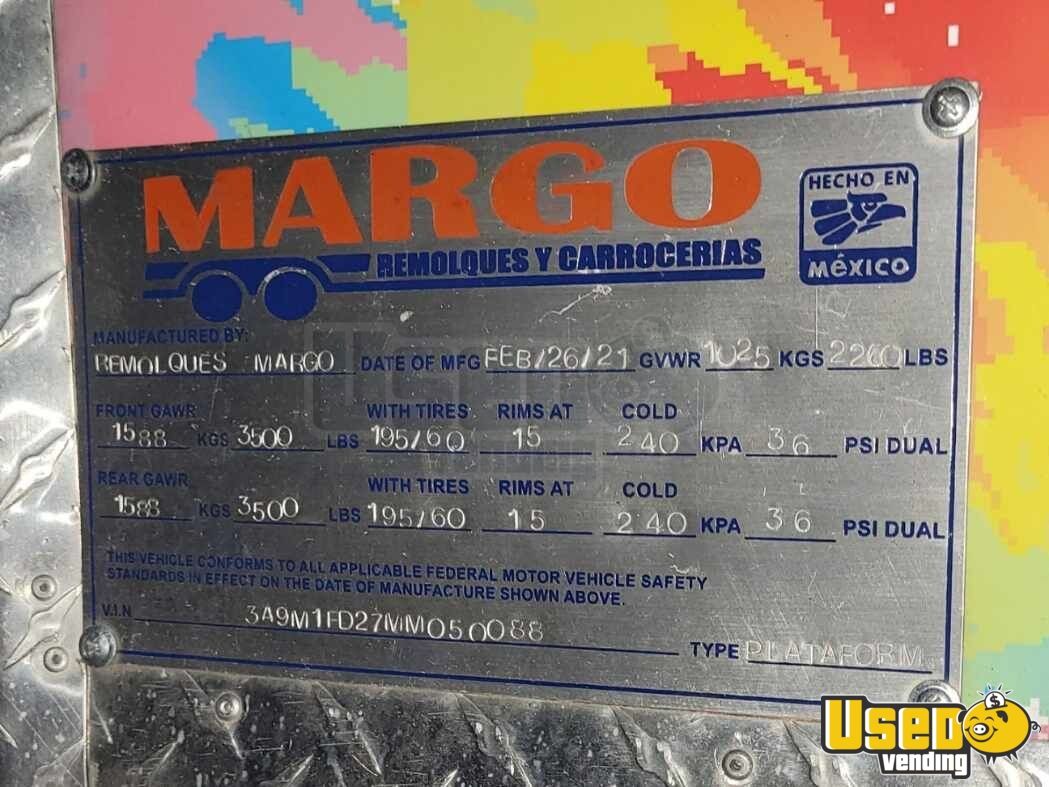 MARGO
REMOLQUES Y CARROCERIAS
HECHO EN
MéXICO
MANUFACTURED BY:
REMOLQUES MARGO DATE OF MFG FEB/26/21 GVWR 1025 KGS 2260 LBS
FRONT GAWR WITH TIRES RIMS AT COLD
1588 KGS 3500 LBS 195/60 15 240 KPA 36 PSI DUAL
REAR GAWR WITH TIRES RIMS AT COLD
1588 KGS 3500 LBS 195/60 15 240 KPA 36 PSI DUAL
THIS VEHICLE CONFORMS TO ALL APPLICABLE FEDERAL MOTOR VEHICLE SAFETY
STANDARDS IN EFFECT ON THE DATE OF MANUFACTURE SHOWN ABOVE.
V.I.N 3A9M1FD27MM050088
TYPE PLATAFORM
USED
vending